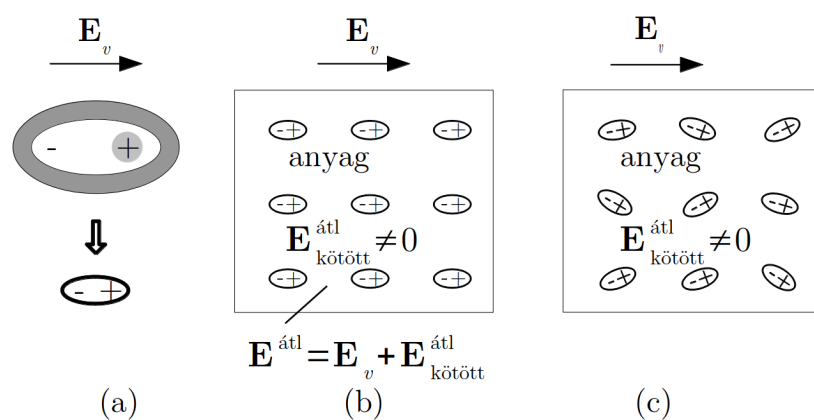 E_v
E_v
E_v
- +
- +
-+ -+ -+
anyag
-+ -+ -+
E^átl_kötött ≠0
-+ -+ -+
E^átl = E_v + E^átl_kötött
-+ -+ -+
anyag
-+ -+ -+
E^átl_kötött ≠0
-+ -+ -+
(a)
(b)
(c)